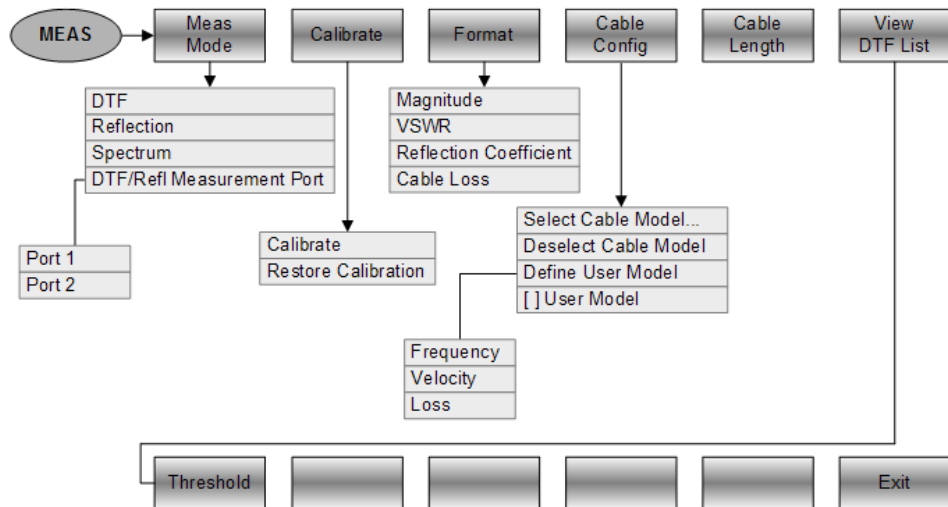 MEAS
Meas
Mode
Calibrate
Format
Cable
Config
Cable
Length
View
DTF List
DTF
Reflection
Spectrum
DTF/Refl Measurement Port
Port 1
Port 2
Calibrate
Restore Calibration
Magnitude
VSWR
Reflection Coefficient
Cable Loss
Select Cable Model...
Deselect Cable Model
Define User Model
[ ] User Model
Frequency
Velocity
Loss
Threshold
Exit